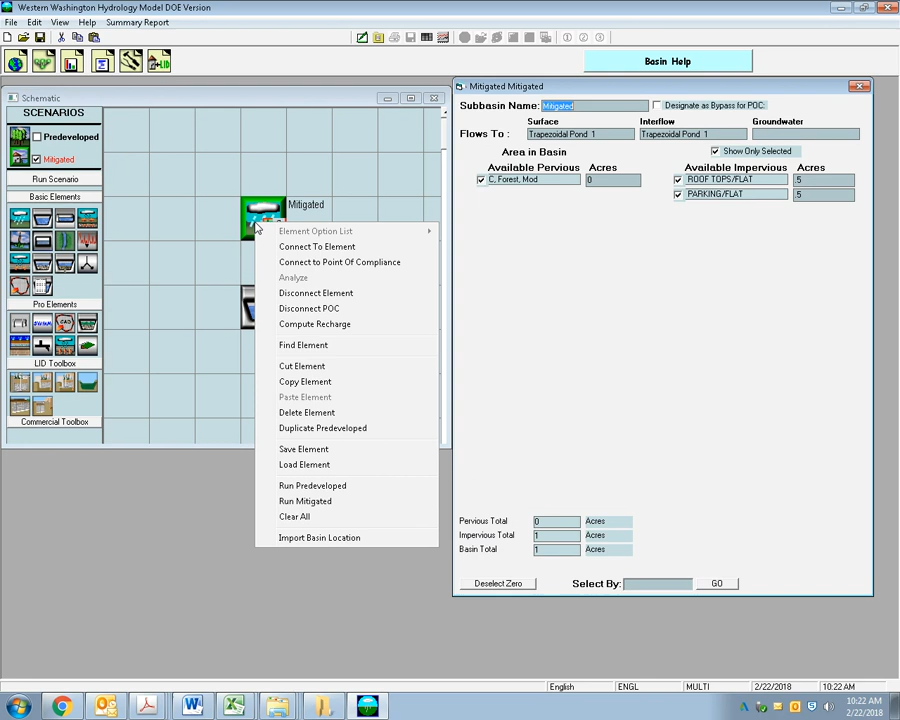 Western Washington Hydrology Model DOE Version
File Edit View Help Summary Report
Basin Help
Schematic
SCENARIOS
Predeveloped
Mitigated
Run Scenario
Basic Elements
Pro Elements
LID Toolbox
Commercial Toolbox
Mitigated
Element Option List
Connect To Element
Connect to Point Of Compliance
Analyze
Disconnect Element
Disconnect POC
Compute Recharge
Find Element
Cut Element
Copy Element
Paste Element
Delete Element
Duplicate Predeveloped
Save Element
Load Element
Run Predeveloped
Run Mitigated
Clear All
Import Basin Location
Mitigated Mitigated
Subbasin Name: Mitigated Designate as Bypass for POC:
Surface Interflow Groundwater
Flows To : Trapezoidal Pond 1 Trapezoidal Pond 1
Area in Basin Show Only Selected
Available Pervious Acres Available Impervious Acres
C, Forest, Mod 0 ROOF TOPS/FLAT .5
PARKING/FLAT .5
Pervious Total 0 Acres
Impervious Total 1 Acres
Basin Total 1 Acres
Deselect Zero Select By: GO
English ENGL MULTI 2/22/2018 10:22 AM
10:22 AM
2/22/2018